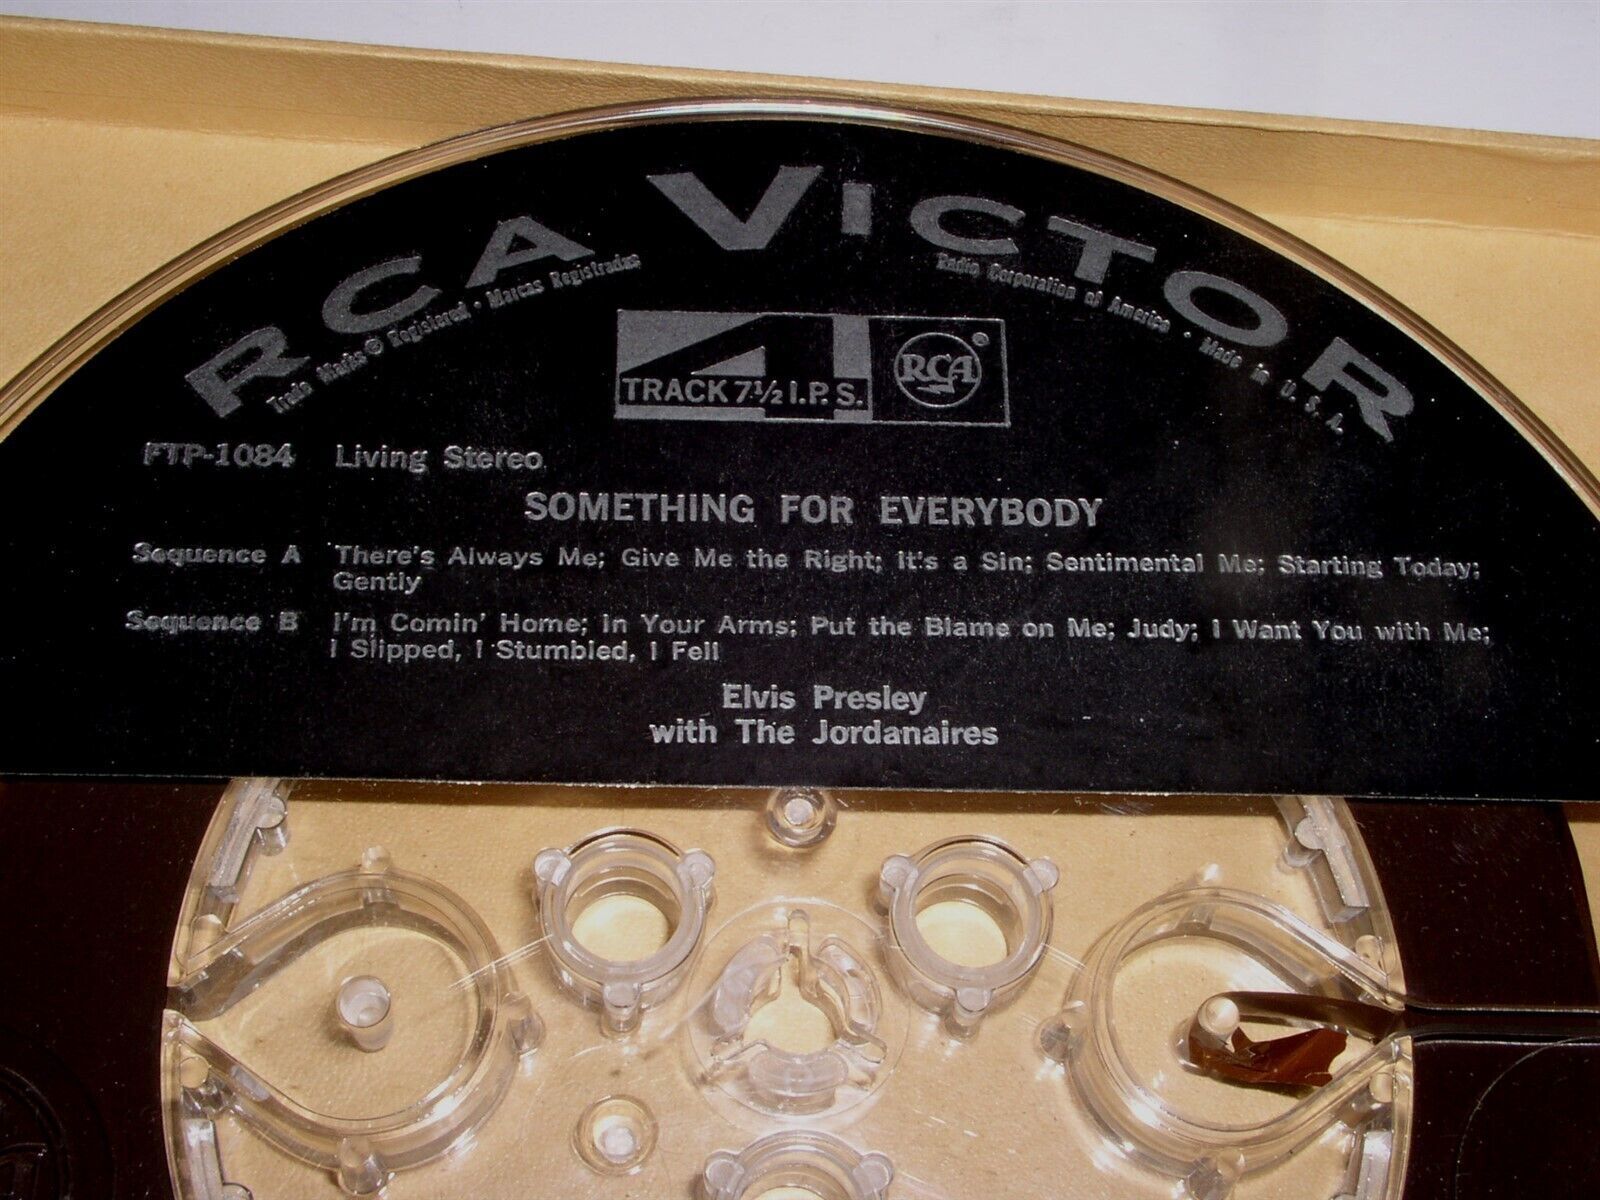 RCA VICTOR
Trade Marks ® Registered • Marcas Registradas
Radio Corporation of America • Made in U.S.A.
4
TRACK 7½ I.P.S.
RCA
®
FTP-1084 Living Stereo
SOMETHING FOR EVERYBODY
Sequence A There's Always Me; Give Me the Right; It's a Sin; Sentimental Me; Starting Today;
Gently
Sequence B I'm Comin' Home; In Your Arms; Put the Blame on Me; Judy; I Want You with Me;
I Slipped, I Stumbled, I Fell
Elvis Presley
with The Jordanaires